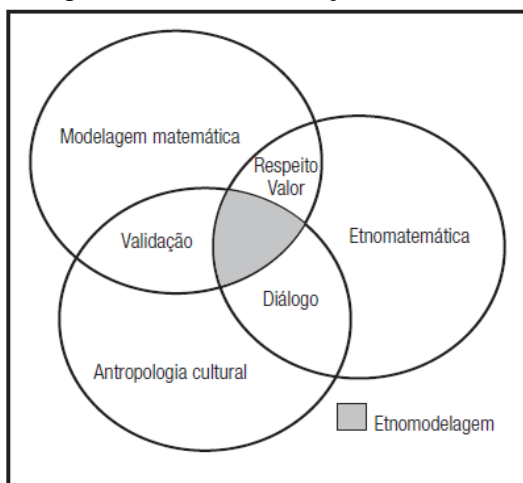 Modelagem matemática
Respeito
Valor
Validação
Etnomatemática
Diálogo
Antropologia cultural
Etnomodelagem